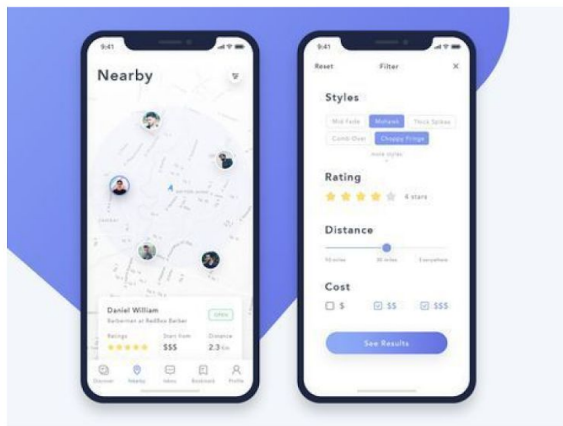 9:41
Nearby
Daniel William
Barberman at Redbox Barber
OPEN
Ratings
Start from
Distance
$$$
2.3 Km
Discover
Nearby
Inbox
Bookmark
Profile
9:41
Reset
Filter
Styles
Mid Fade
Mohawk
Thick Spikes
Comb Over
Choppy Fringe
more styles
Rating
4 stars
Distance
10 miles
Everywhere
Cost
$
$$
$$$
See Results